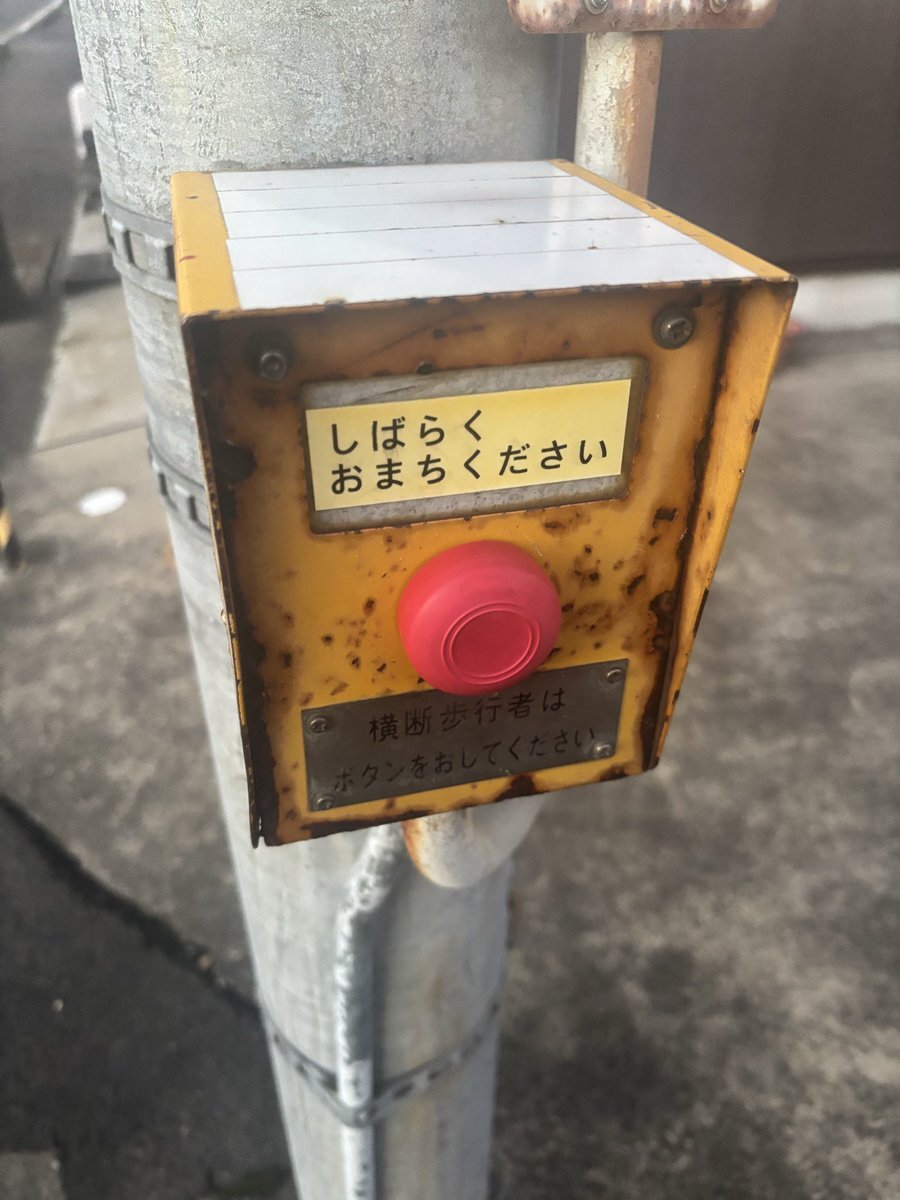 しばらく
おまちください
横断歩行者は
ボタンをおしてください